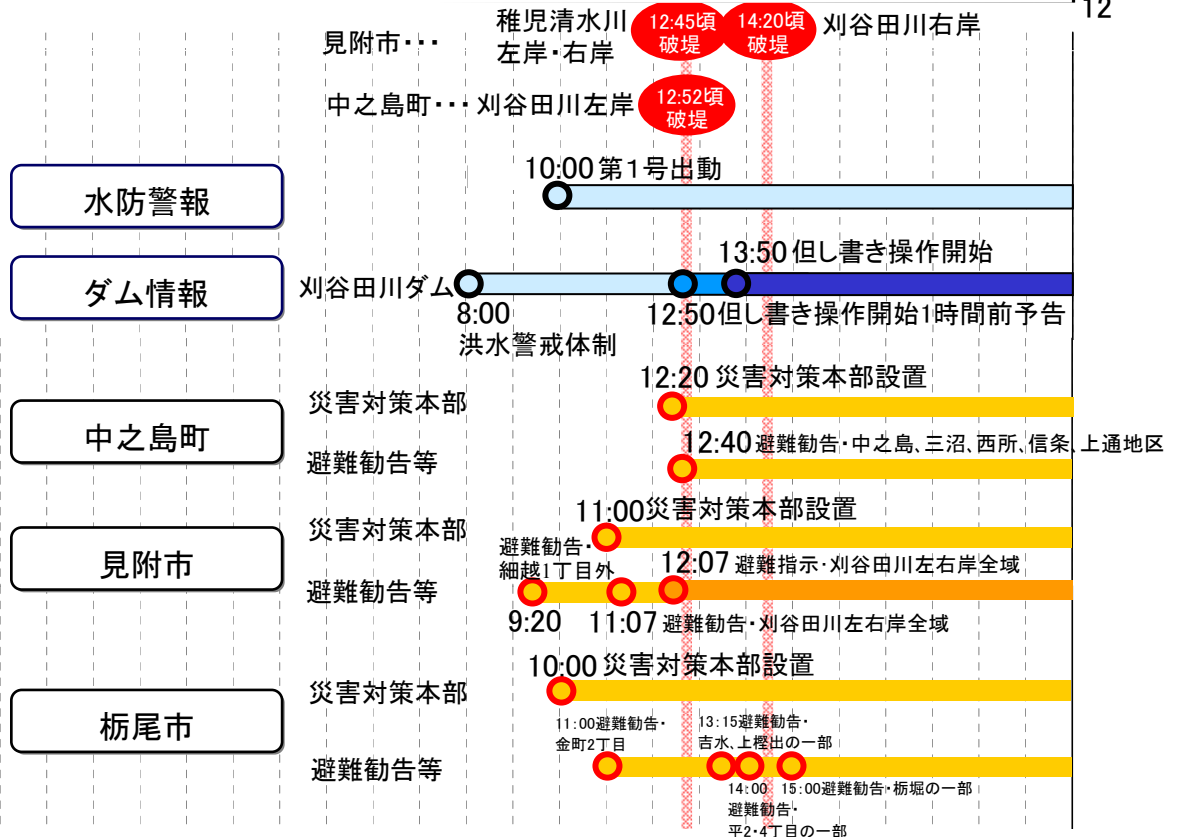 12
見附市･･･
稚児清水川
左岸・右岸
12:45頃
破堤
14:20頃
破堤
刈谷田川右岸
中之島町･･･刈谷田川左岸
12:52頃
破堤
水防警報
10:00 第1号出動
ダム情報
刈谷田川ダム
8:00
洪水警戒体制
13:50 但し書き操作開始
12:50 但し書き操作開始1時間前予告
中之島町
災害対策本部
12:20 災害対策本部設置
避難勧告等
12:40 避難勧告・中之島、三沼、西所、信条、上通地区
見附市
災害対策本部
11:00 災害対策本部設置
避難勧告等
避難勧告・
細越1丁目外
9:20
11:07 避難勧告・刈谷田川左右岸全域
12:07 避難指示・刈谷田川左右岸全域
栃尾市
災害対策本部
10:00 災害対策本部設置
避難勧告等
11:00避難勧告・
金町2丁目
13:15避難勧告・
吉水、上樫出の一部
14:00
避難勧告・
平2・4丁目の一部
15:00避難勧告・栃堀の一部